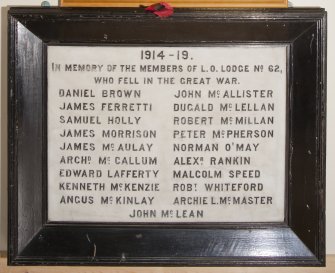 1914-19.
IN MEMORY OF THE MEMBERS OF L.O. LODGE Nº 62,
WHO FELL IN THE GREAT WAR.
DANIEL BROWN JOHN McALLISTER
JAMES FERRETTI DUGALD McLELLAN
SAMUEL HOLLY ROBERT McMILLAN
JAMES MORRISON PETER McPHERSON
JAMES McAULAY NORMAN O'MAY
ARCHD. McCALLUM ALEXR. RANKIN
EDWARD LAFFERTY MALCOLM SPEED
KENNETH McKENZIE ROBT. WHITEFORD
ANGUS McKINLAY ARCHIE L. McMASTER
JOHN McLEAN